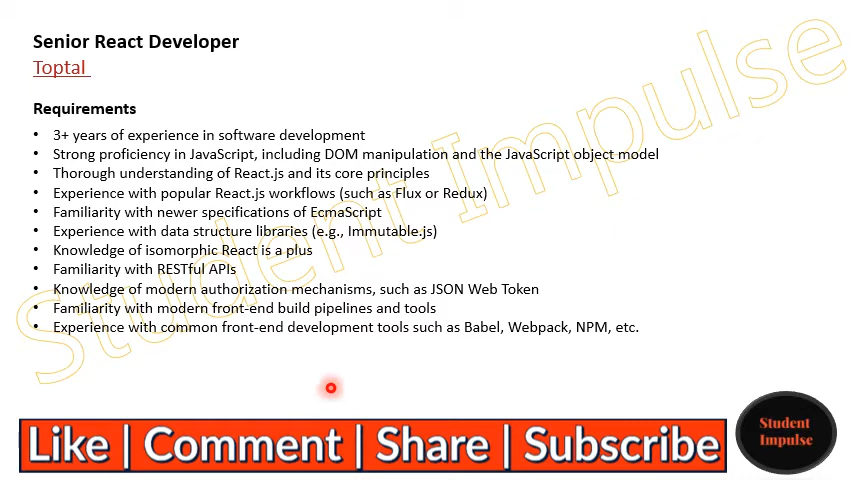 Senior React Developer
Toptal
Requirements
• 3+ years of experience in software development
• Strong proficiency in JavaScript, including DOM manipulation and the JavaScript object model
• Thorough understanding of React.js and its core principles
• Experience with popular React.js workflows (such as Flux or Redux)
• Familiarity with newer specifications of EcmaScript
• Experience with data structure libraries (e.g., Immutable.js)
• Knowledge of isomorphic React is a plus
• Familiarity with RESTful APIs
• Knowledge of modern authorization mechanisms, such as JSON Web Token
• Familiarity with modern front-end build pipelines and tools
• Experience with common front-end development tools such as Babel, Webpack, NPM, etc.
Student Impulse
Like | Comment | Share | Subscribe
Student
Impulse